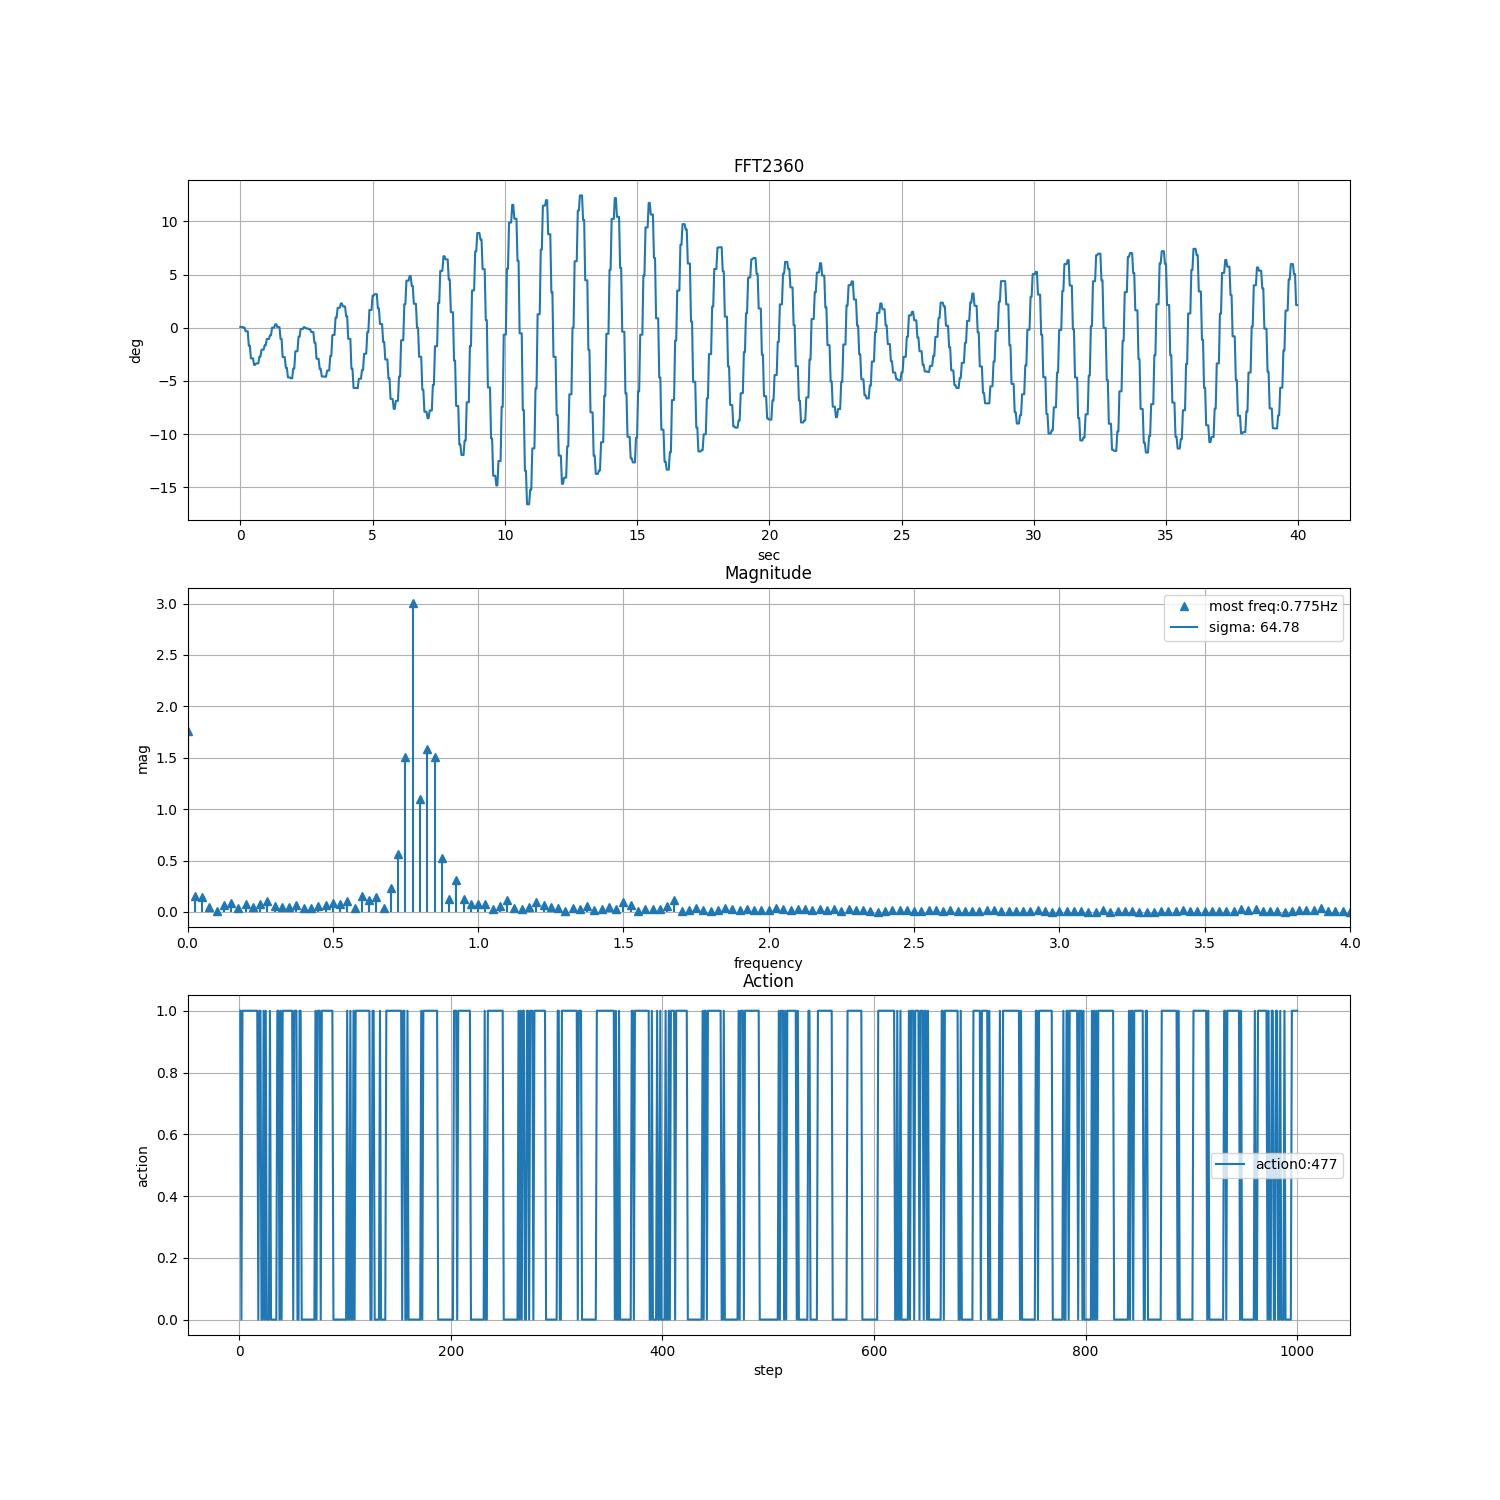 FFT2360
10
5
0
−5
−10
−15
deg
0 5 10 15 20 25 30 35 40
sec
Magnitude
3.0
2.5
2.0
1.5
1.0
0.5
0.0
mag
most freq:0.775Hz
sigma: 64.78
0.0 0.5 1.0 1.5 2.0 2.5 3.0 3.5 4.0
frequency
Action
1.0
0.8
0.6
0.4
0.2
0.0
action
action0:477
0 200 400 600 800 1000
step